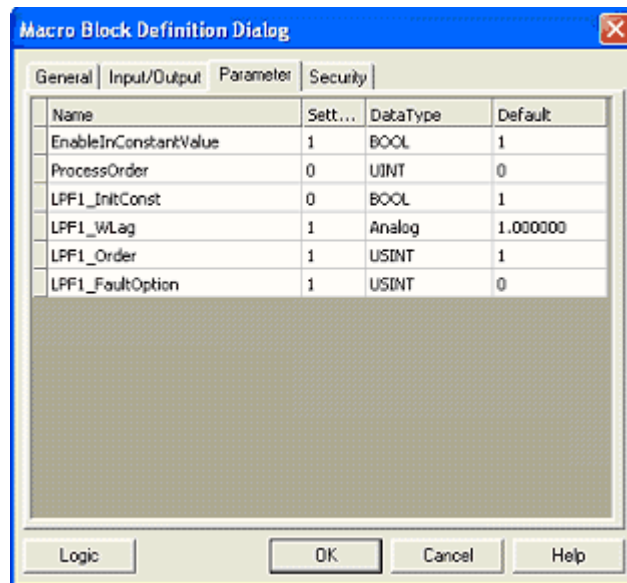 Macro Block Definition Dialog
General Input/Output Parameter Security
Name Sett... DataType Default
EnableInConstantValue 1 BOOL 1
ProcessOrder 0 UINT 0
LPF1_InitConst 0 BOOL 1
LPF1_WLag 1 Analog 1.000000
LPF1_Order 1 USINT 1
LPF1_FaultOption 1 USINT 0
Logic OK Cancel Help